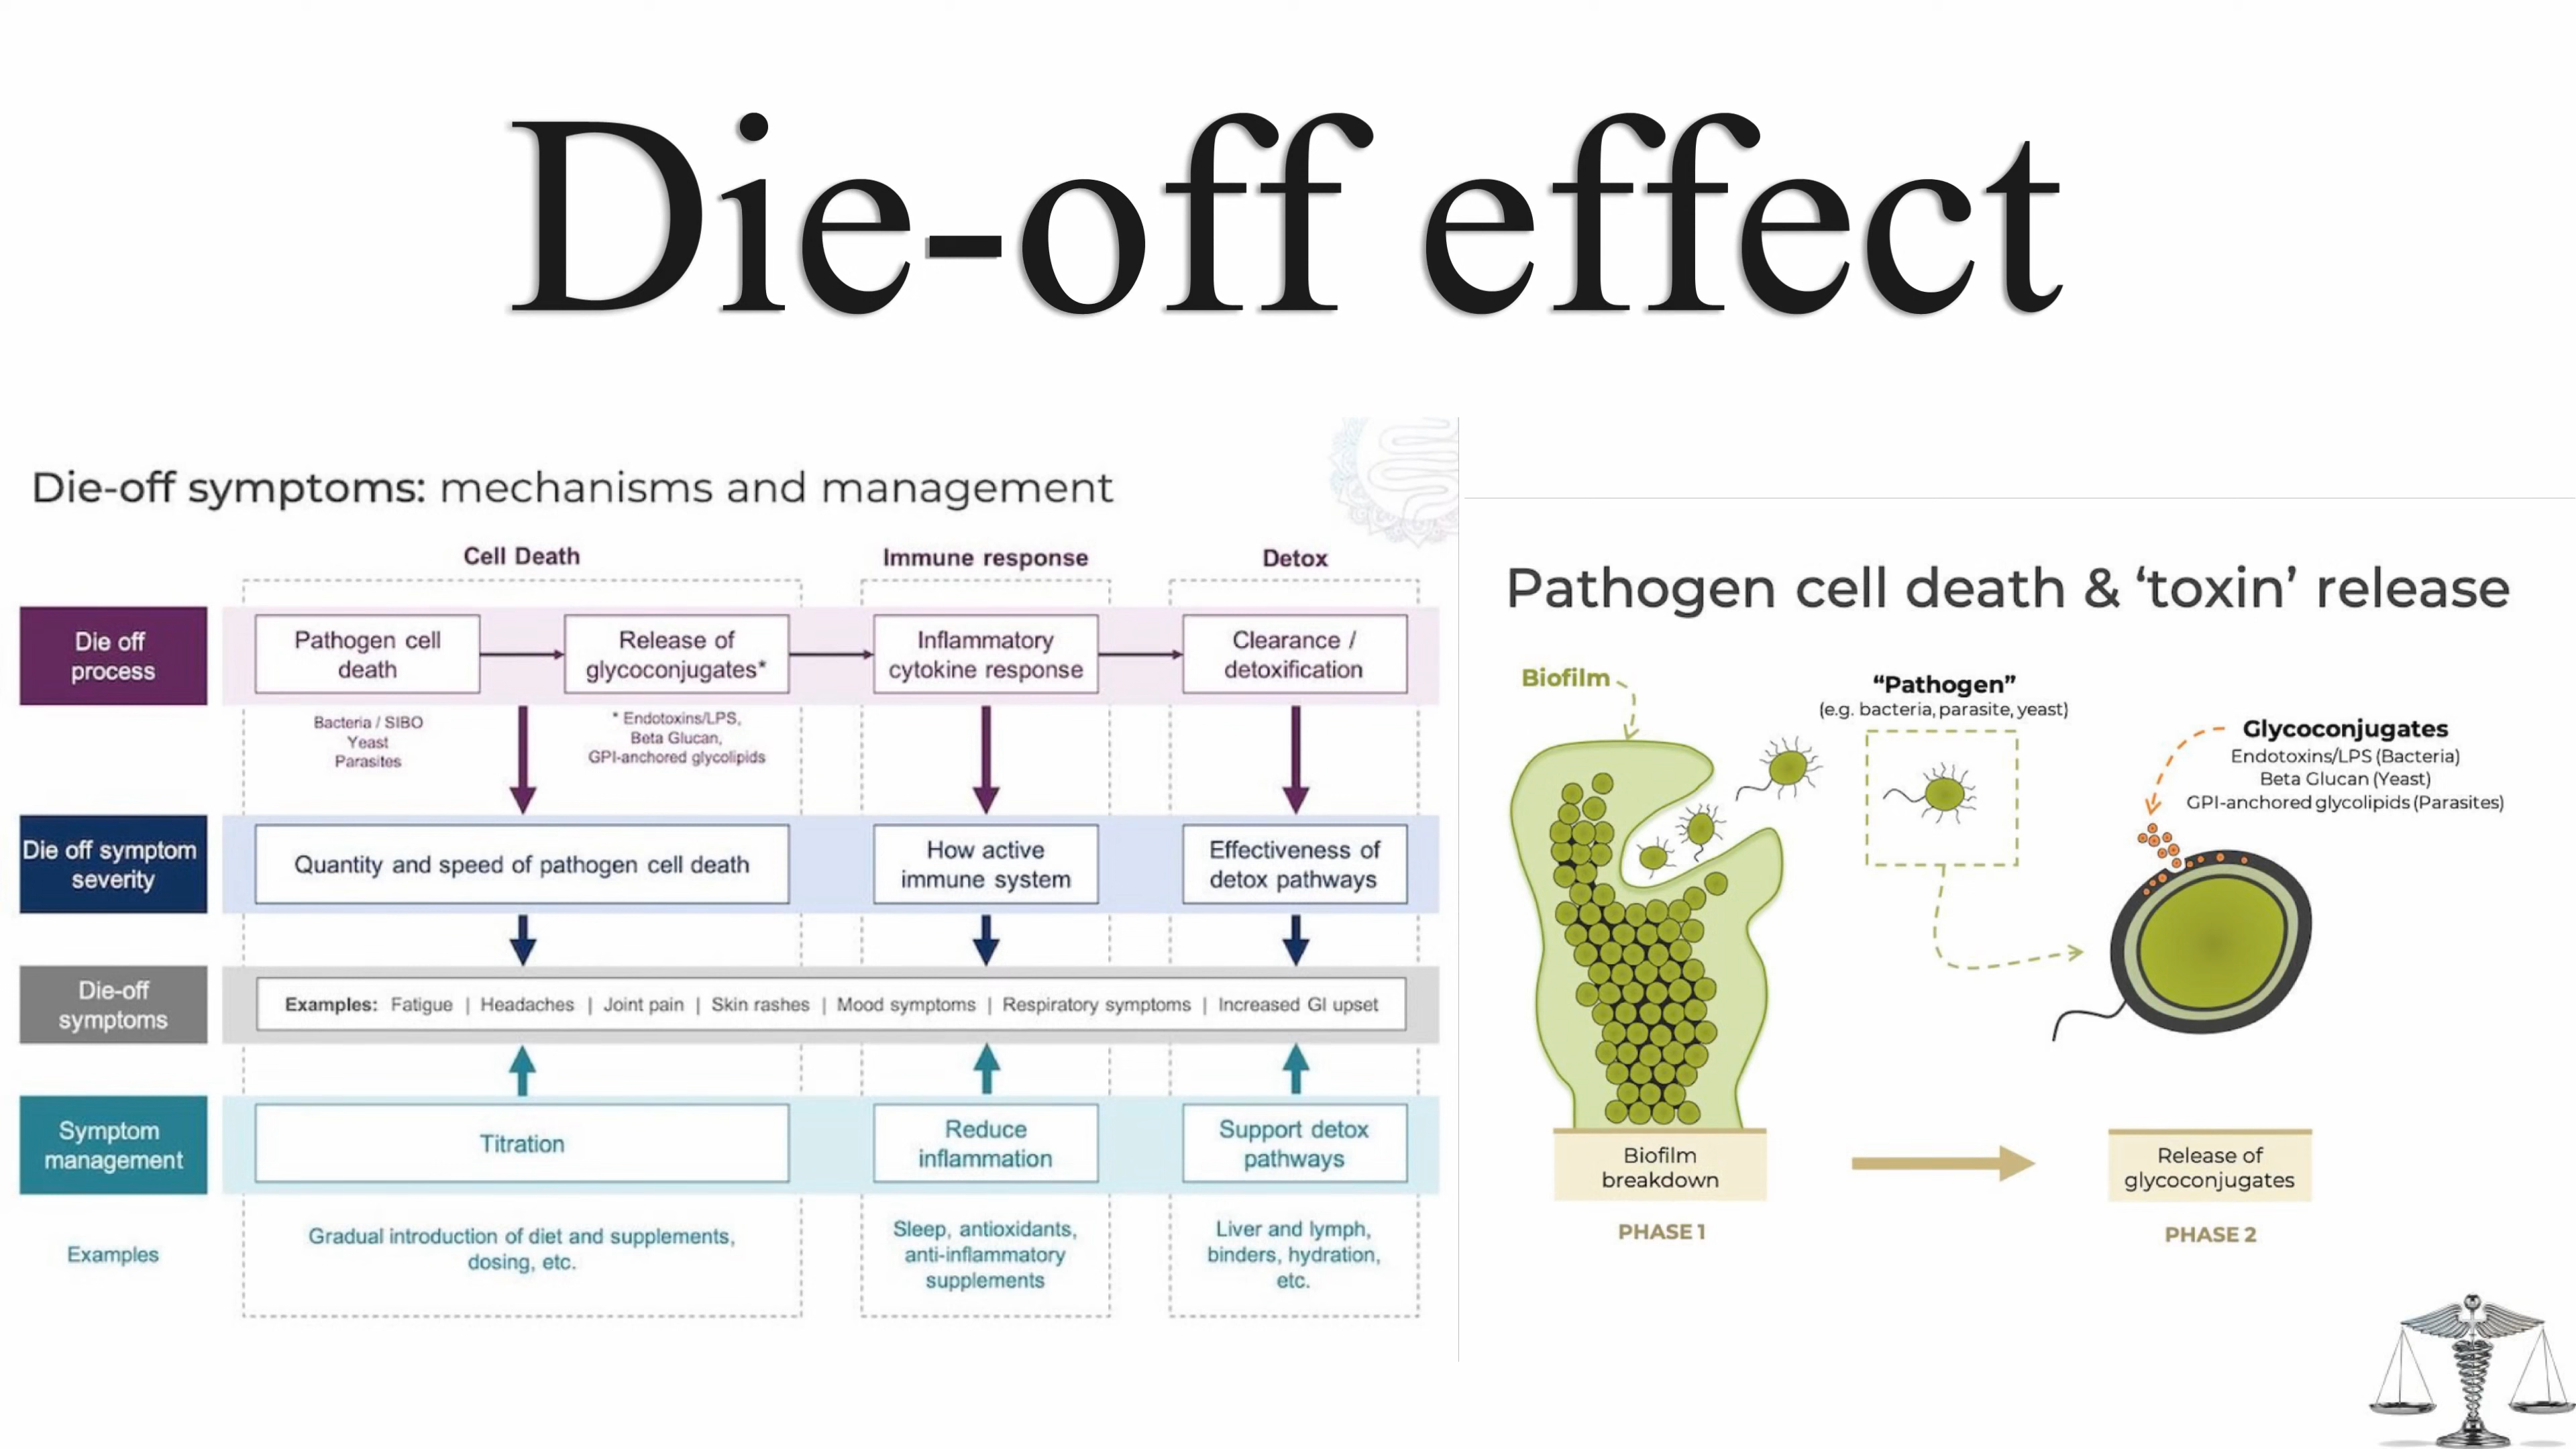 Die-off effect
Die-off symptoms: mechanisms and management
Cell Death
Immune response
Detox
Die off
process
Pathogen cell
death
Release of
glycoconjugates*
Inflammatory
cytokine response
Clearance /
detoxification
Bacteria / SIBO
Yeast
Parasites
* Endotoxins/LPS,
Beta Glucan,
GPI-anchored glycolipids
Die off symptom
severity
Quantity and speed of pathogen cell death
How active
immune system
Effectiveness of
detox pathways
Die-off
symptoms
Examples: Fatigue | Headaches | Joint pain | Skin rashes | Mood symptoms | Respiratory symptoms | Increased GI upset
Symptom
management
Titration
Reduce
inflammation
Support detox
pathways
Examples
Gradual introduction of diet and supplements,
dosing, etc.
Sleep, antioxidants,
anti-inflammatory
supplements
Liver and lymph,
binders, hydration,
etc.
Pathogen cell death & ‘toxin’ release
Biofilm
“Pathogen”
(e.g. bacteria, parasite, yeast)
Glycoconjugates
Endotoxins/LPS (Bacteria)
Beta Glucan (Yeast)
GPI-anchored glycolipids (Parasites)
Biofilm
breakdown
Release of
glycoconjugates
PHASE 1
PHASE 2